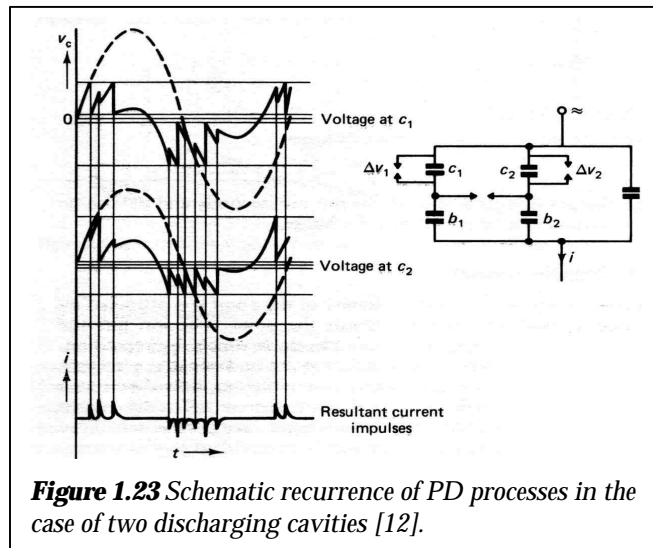 v_c
0
Voltage at c₁
Voltage at c₂
i
t
Resultant current
impulses
≈
Δv₁
c₁
c₂
Δv₂
b₁
b₂
i
Figure 1.23 Schematic recurrence of PD processes in the
case of two discharging cavities [12].